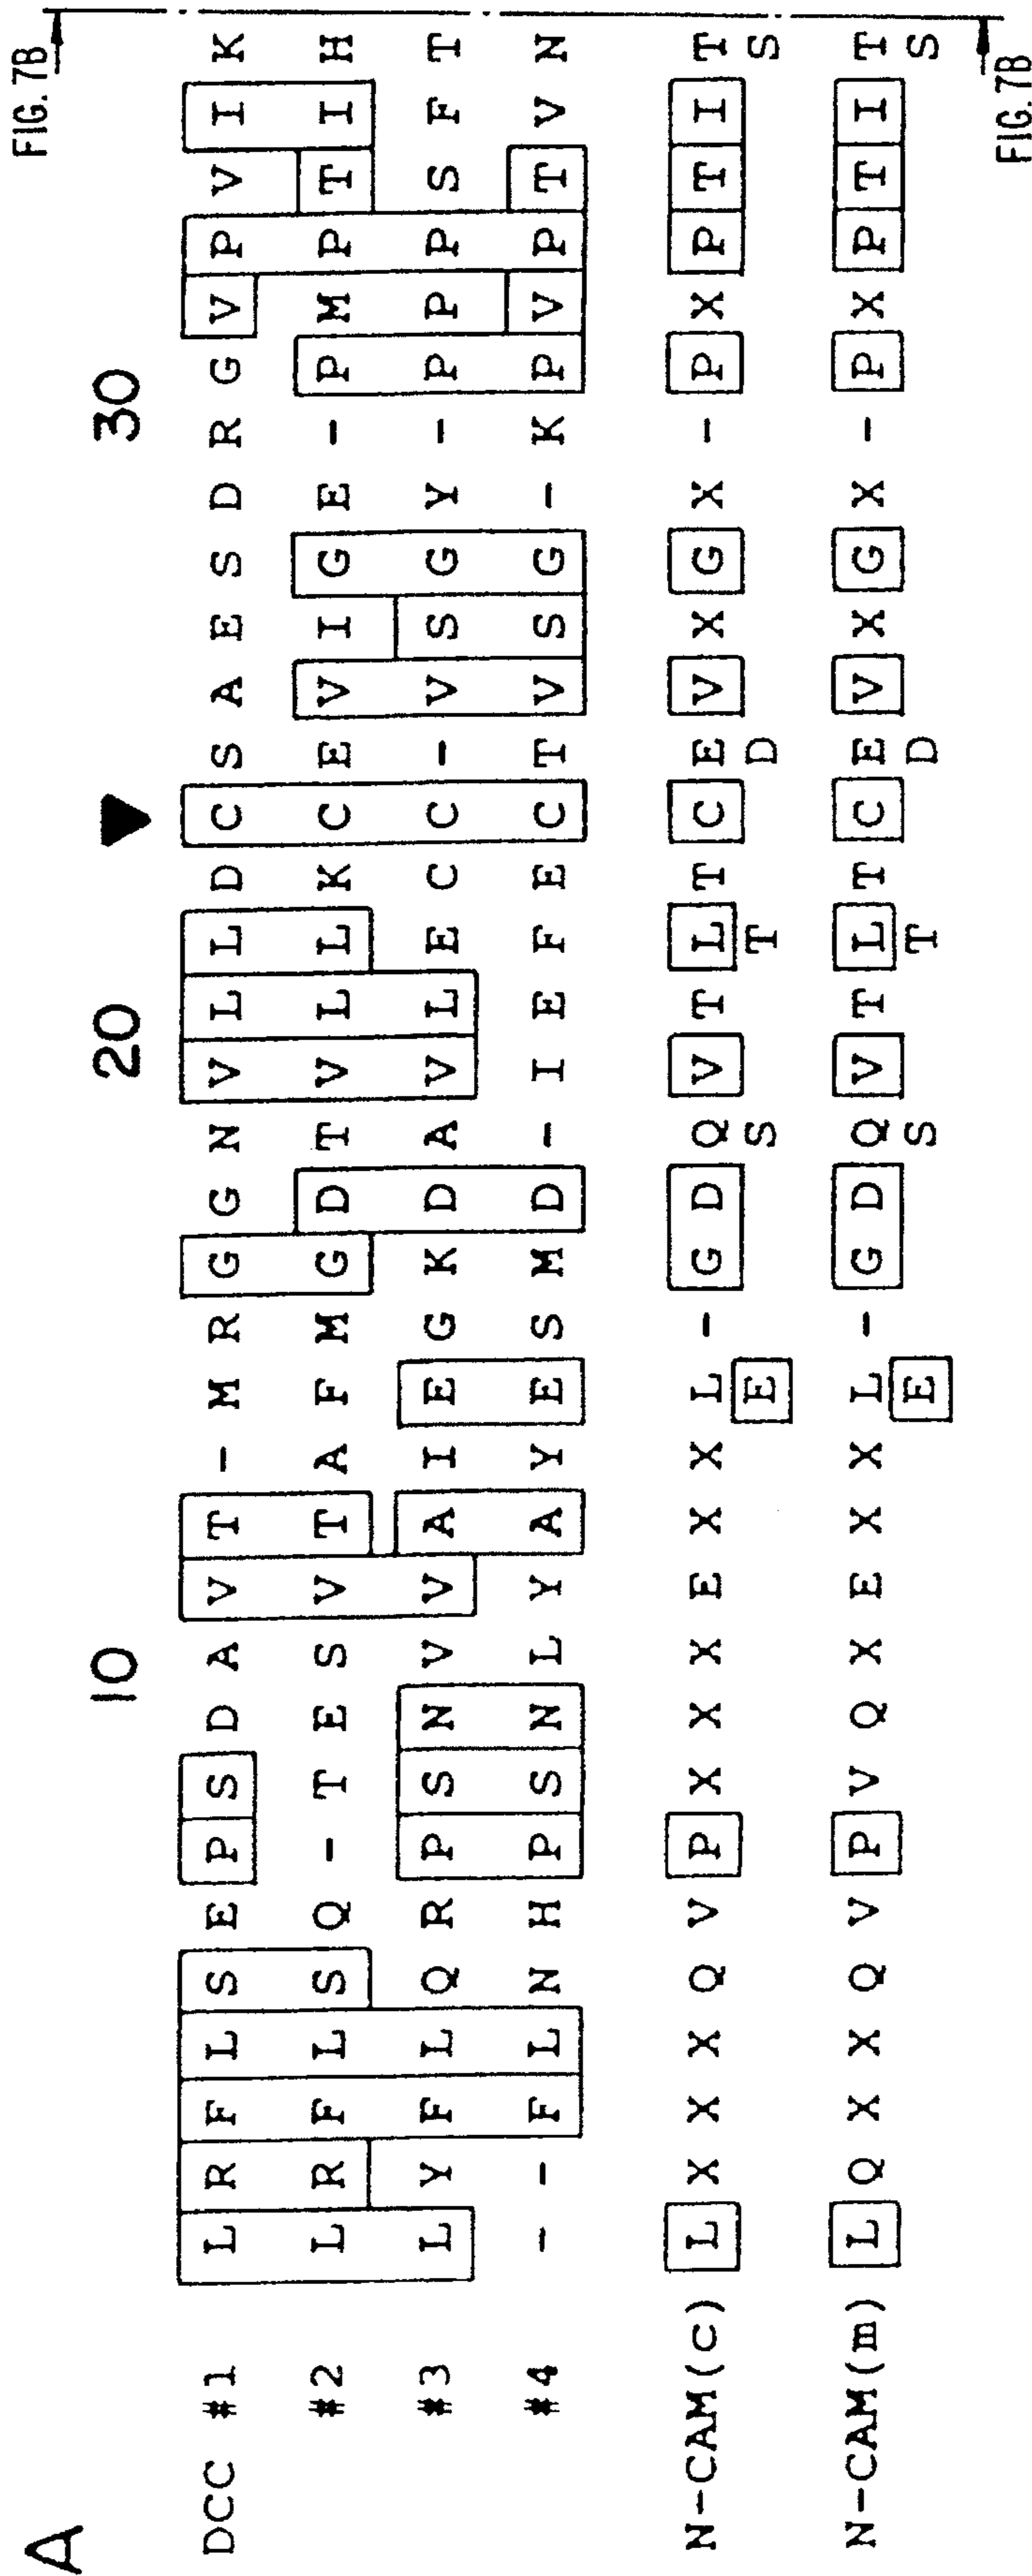 A
FIG. 7B
10 20 30
DCC #1 L R F L S E P S D A V T - M R G G N V L L D C S A E S D R G V P V I K
#2 L R F L S Q - T E S V T A F M G D T V L L K C E V I G E - P M P T I H
#3 L Y F L Q R P S N V V A I E G K D A V L E C C - V S G Y - P P P S F T
#4 - - F L N H P S N L Y A Y E S M D - I E F E C T V S G - K P V P T V N
N-CAM(c) L X X X Q V P X X X E X X L - G D Q V T L T C E V X G X - P X P T I T
E S T D S
N-CAM(m) L Q X X Q V P V Q X E X X L - G D Q V T L T C E V X G X - P X P T I T
E S T D S
FIG. 7B